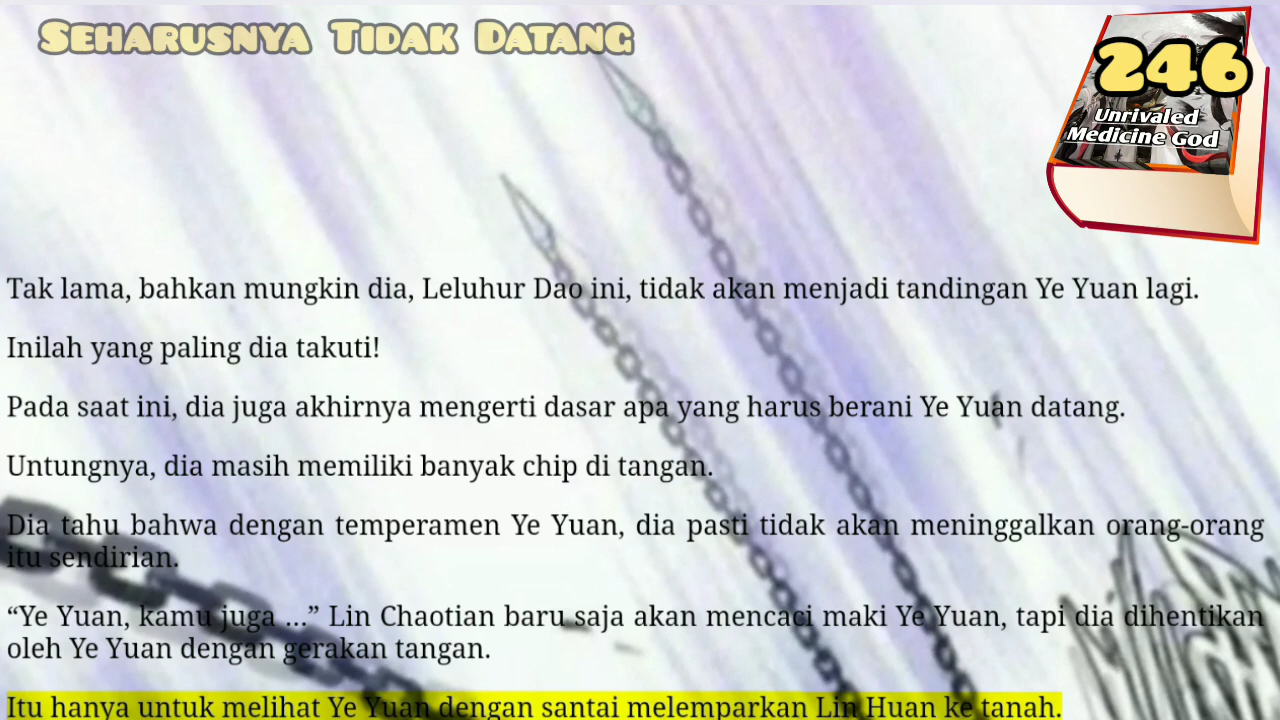 Seharusnya Tidak Datang
246
Unrivaled
Medicine God
Tak lama, bahkan mungkin dia, Leluhur Dao ini, tidak akan menjadi tandingan Ye Yuan lagi.
Inilah yang paling dia takuti!
Pada saat ini, dia juga akhirnya mengerti dasar apa yang harus berani Ye Yuan datang.
Untungnya, dia masih memiliki banyak chip di tangan.
Dia tahu bahwa dengan temperamen Ye Yuan, dia pasti tidak akan meninggalkan orang-orang
itu sendirian.
“Ye Yuan, kamu juga ...” Lin Chaotian baru saja akan mencaci maki Ye Yuan, tapi dia dihentikan
oleh Ye Yuan dengan gerakan tangan.
Itu hanya untuk melihat Ye Yuan dengan santai melemparkan Lin Huan ke tanah.